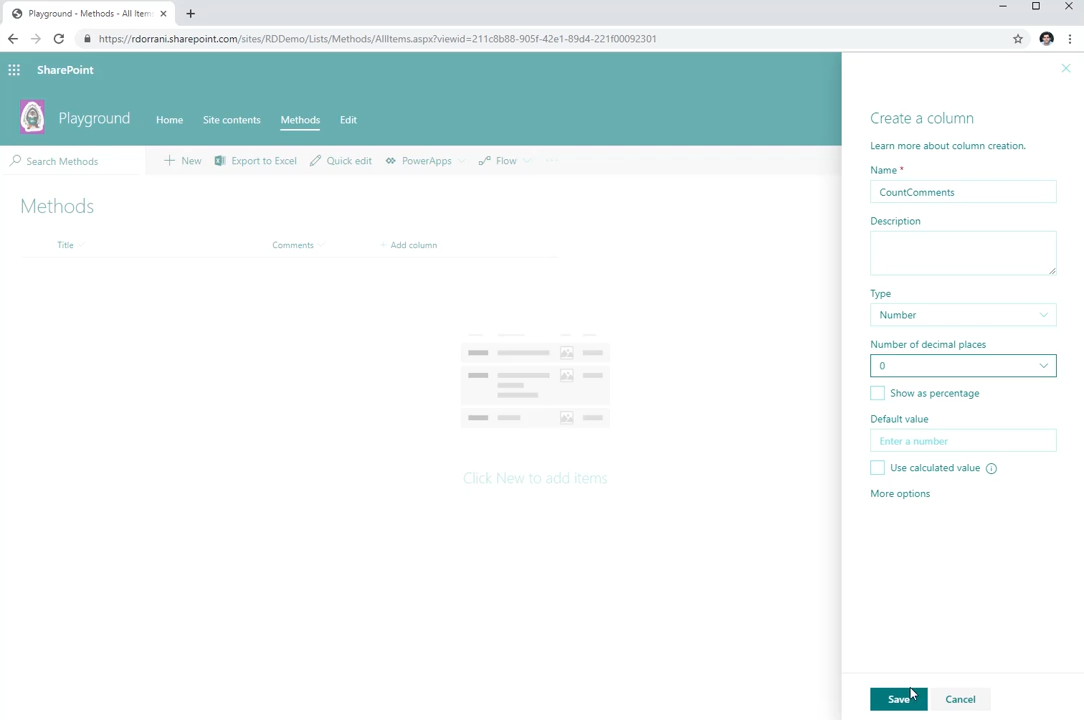 Playground - Methods - All Item
https://rdorrani.sharepoint.com/sites/RDDemo/Lists/Methods/AllItems.aspx?viewid=211c8b88-905f-42e1-89d4-221f00092301
SharePoint
Playground
Home
Site contents
Methods
Edit
Search Methods
New
Export to Excel
Quick edit
PowerApps
Flow
Methods
Title
Comments
+ Add column
Click New to add items
Create a column
Learn more about column creation.
Name *
CountComments
Description
Type
Number
Number of decimal places
0
Show as percentage
Default value
Enter a number
Use calculated value
More options
Save
Cancel